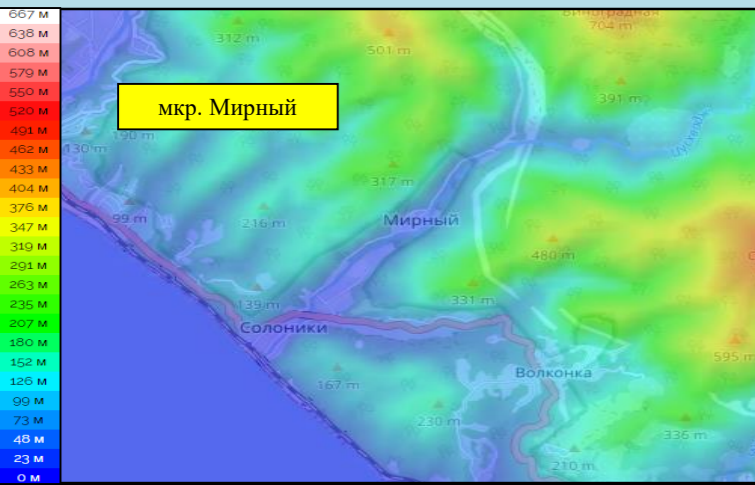 667 м
638 м
608 м
579 м
550 м
520 м
491 м
462 м
433 м
404 м
376 м
347 м
319 м
291 м
263 м
235 м
207 м
180 м
152 м
126 м
99 м
73 м
48 м
23 м
0 м
мкр. Мирный
Виноградная
704 m
312 m
501 m
391 m
190 m
130 m
317 m
99 m
216 m
Мирный
480 m
139 m
331 m
Солоники
595 m
167 m
Волконка
230 m
336 m
210 m